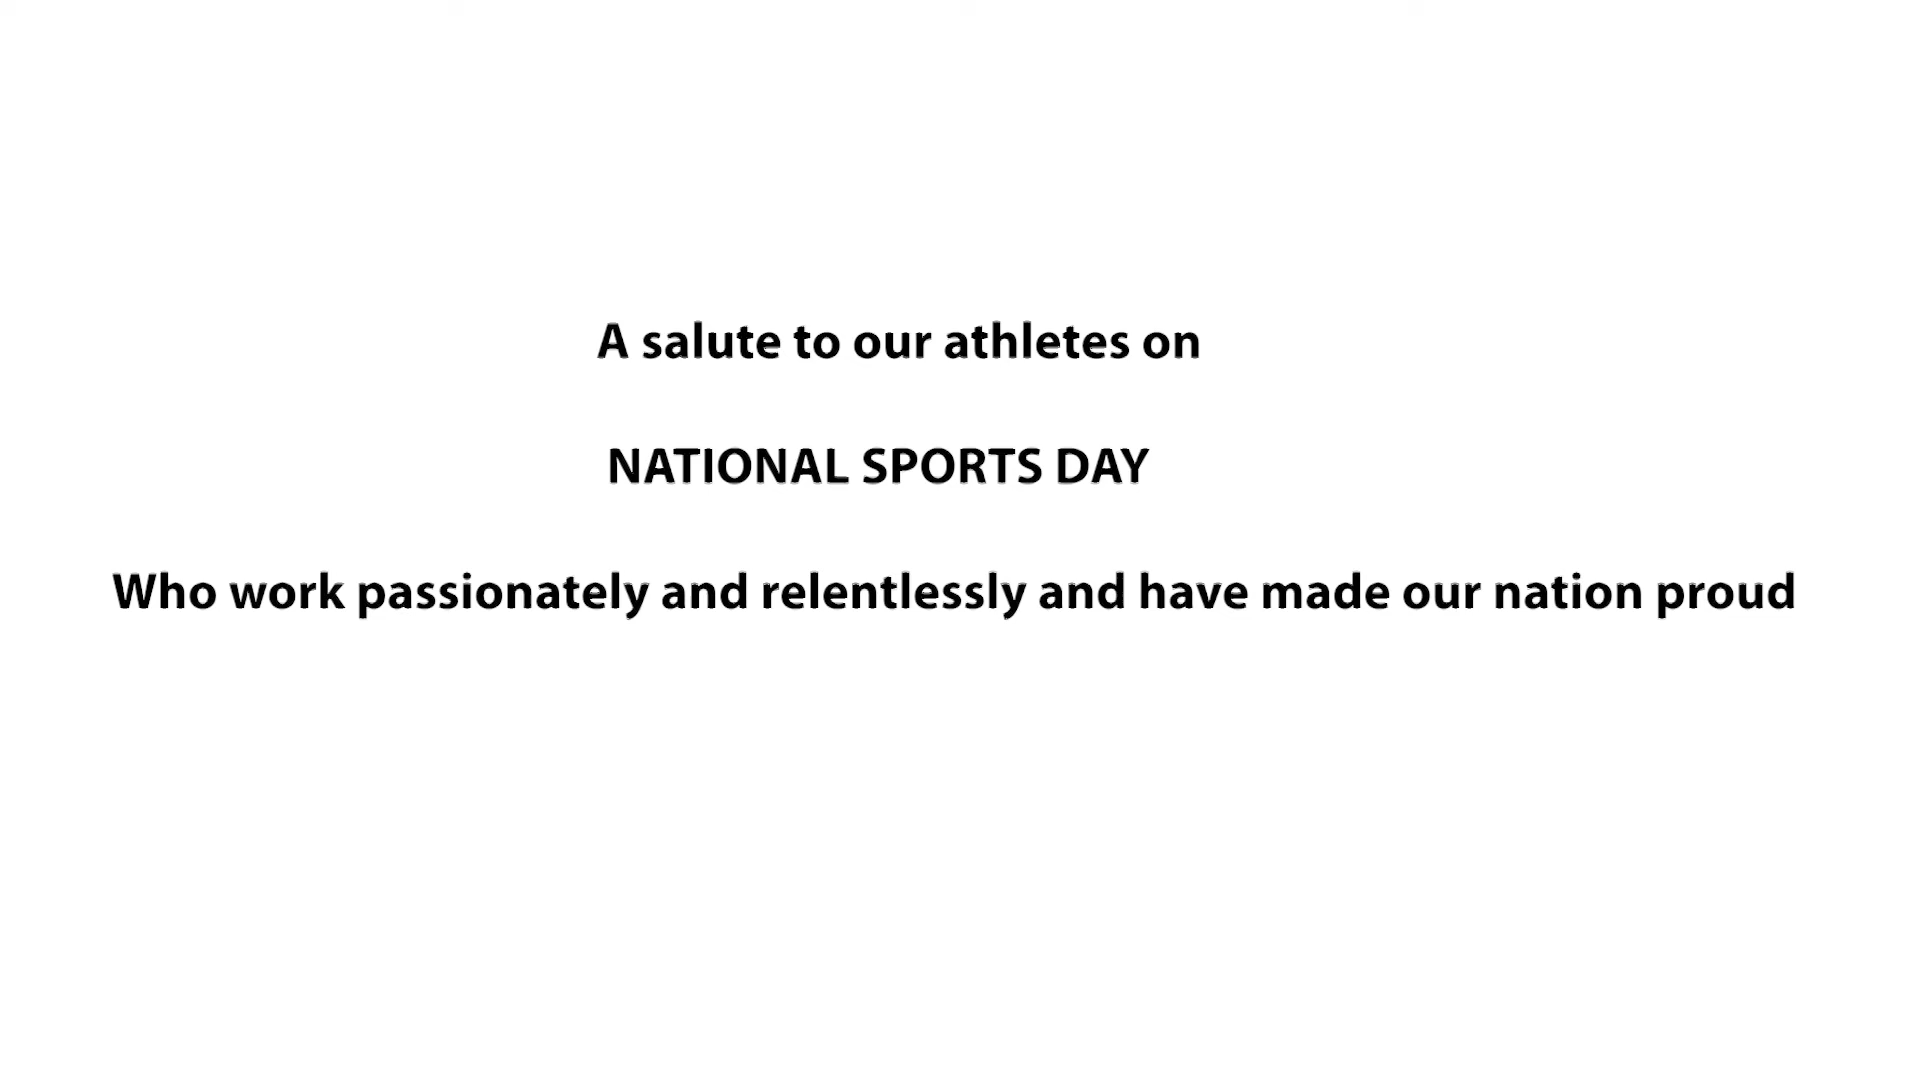 A salute to our athletes on
NATIONAL SPORTS DAY
Who work passionately and relentlessly and have made our nation proud